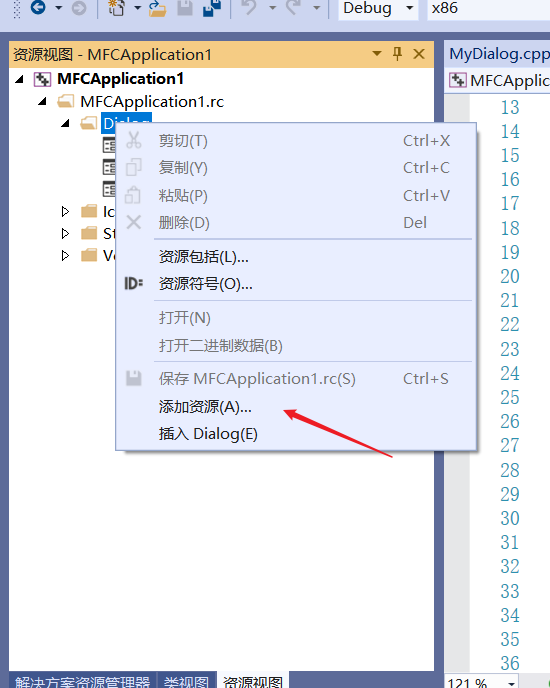 Debug
x86
资源视图 - MFCApplication1
MyDialog.cpp
MFCApplication1
MFCApplic
MFCApplication1.rc
Dialog
剪切(T) Ctrl+X
复制(Y) Ctrl+C
粘贴(P) Ctrl+V
删除(D) Del
资源包括(L)...
ID= 资源符号(O)...
打开(N)
打开二进制数据(B)
保存 MFCApplication1.rc(S) Ctrl+S
添加资源(A)...
插入 Dialog(E)
Ic
St
Ve
13
14
15
16
17
18
19
20
21
22
23
24
25
26
27
28
29
30
31
32
33
34
35
36
解决方案资源管理器 类视图 资源视图
121 %